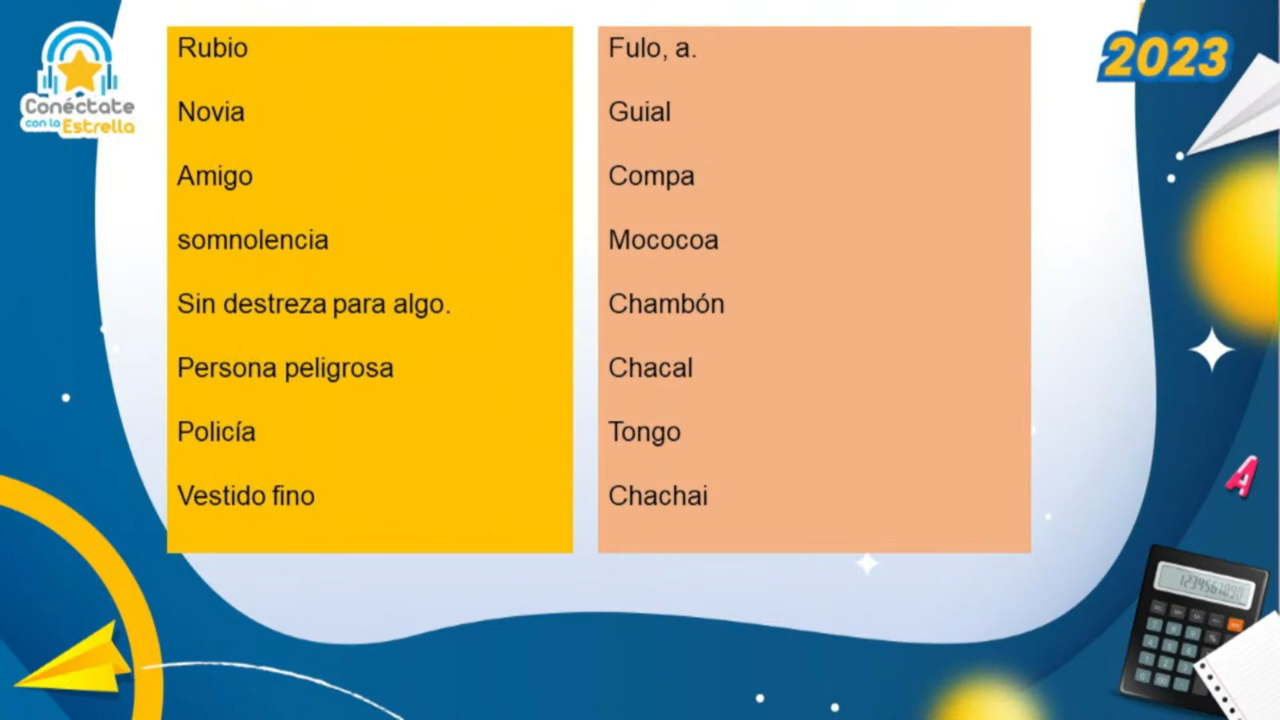 Conéctate
con la Estrella
2023
Rubio
Fulo, a.
Novia
Guial
Amigo
Compa
somnolencia
Mococoa
Sin destreza para algo.
Chambón
Persona peligrosa
Chacal
Policía
Tongo
Vestido fino
Chachai
A
1234567890